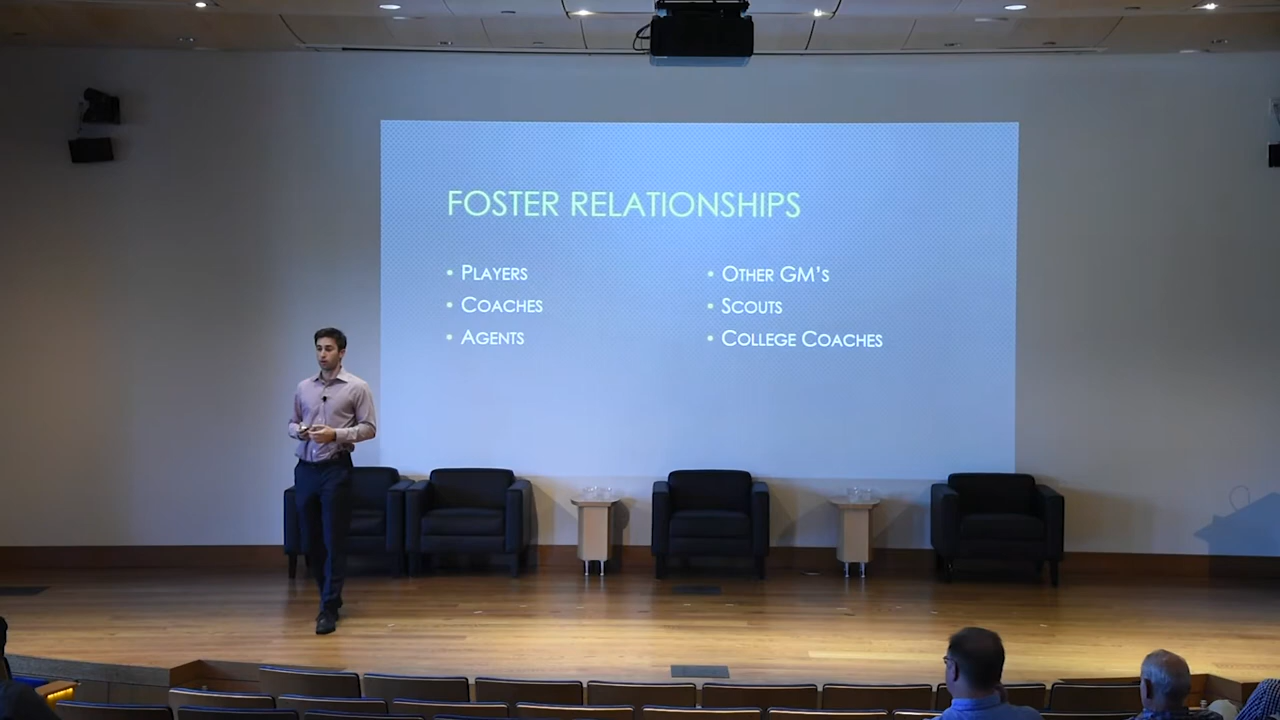 FOSTER RELATIONSHIPS
• PLAYERS
• COACHES
• AGENTS
• OTHER GM'S
• SCOUTS
• COLLEGE COACHES